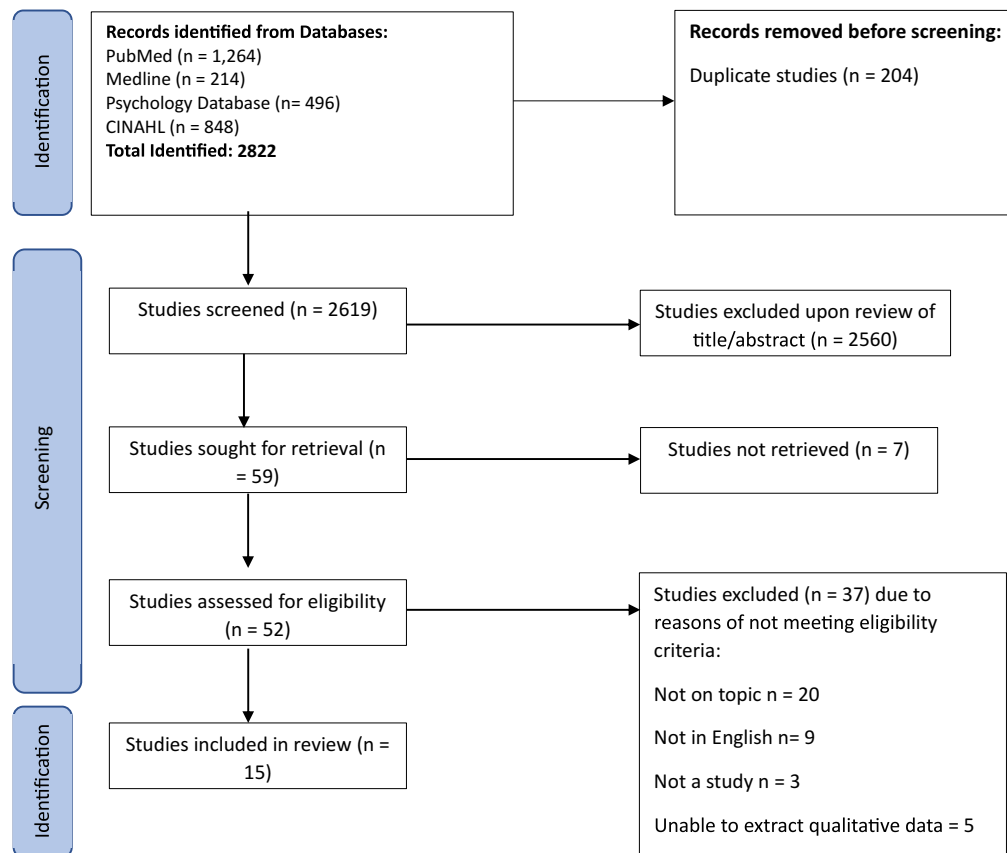 Identification
Records identified from Databases:
PubMed (n = 1,264)
Medline (n = 214)
Psychology Database (n= 496)
CINAHL (n = 848)
Total Identified: 2822
Records removed before screening:
Duplicate studies (n = 204)
Screening
Studies screened (n = 2619)
Studies excluded upon review of
title/abstract (n = 2560)
Studies sought for retrieval (n
= 59)
Studies not retrieved (n = 7)
Studies assessed for eligibility
(n = 52)
Studies excluded (n = 37) due to
reasons of not meeting eligibility
criteria:
Not on topic n = 20
Not in English n= 9
Not a study n = 3
Unable to extract qualitative data = 5
Identification
Studies included in review (n =
15)